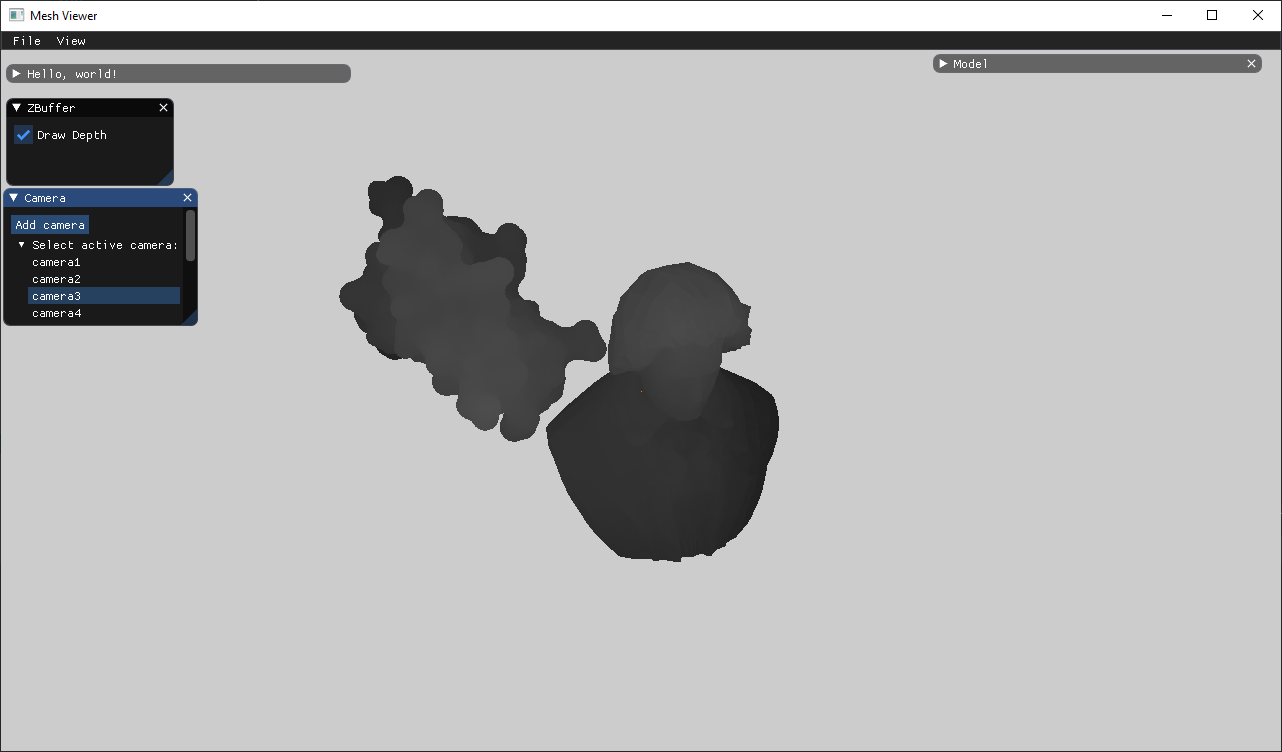 Mesh Viewer
File View
Hello, world!
Model
ZBuffer
Draw Depth
Camera
Add camera
Select active camera:
camera1
camera2
camera3
camera4